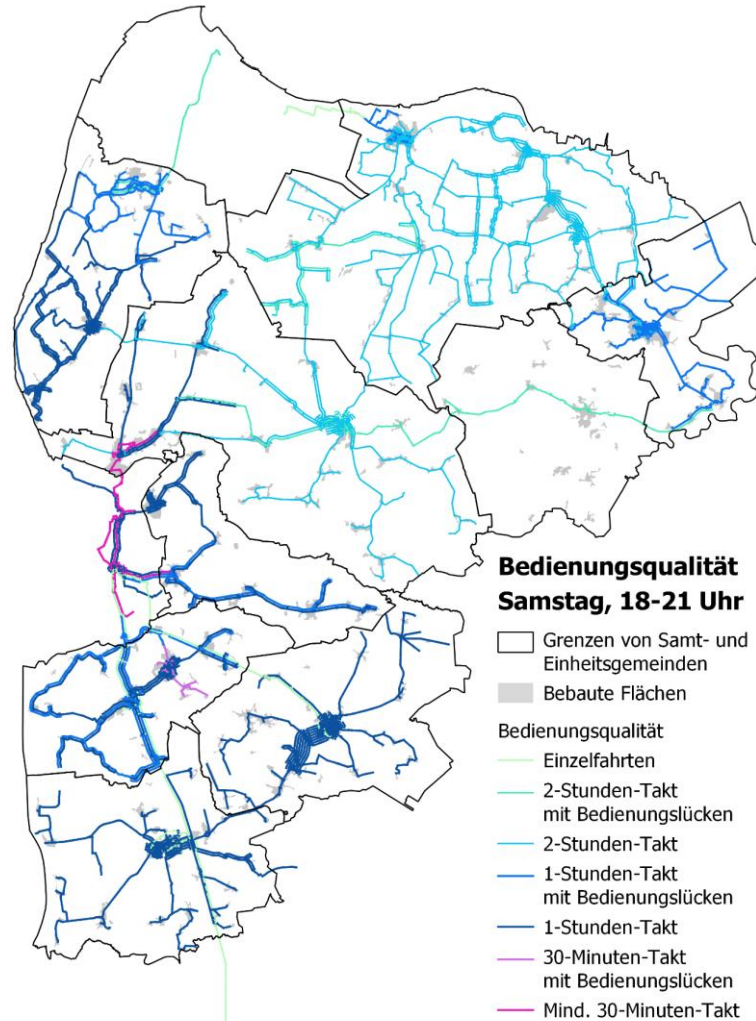 Bedienungsqualität
Samstag, 18-21 Uhr
Grenzen von Samt- und
Einheitsgemeinden
Bebaute Flächen
Bedienungsqualität
Einzelfahrten
2-Stunden-Takt
mit Bedienungslücken
2-Stunden-Takt
1-Stunden-Takt
mit Bedienungslücken
1-Stunden-Takt
30-Minuten-Takt
mit Bedienungslücken
Mind. 30-Minuten-Takt